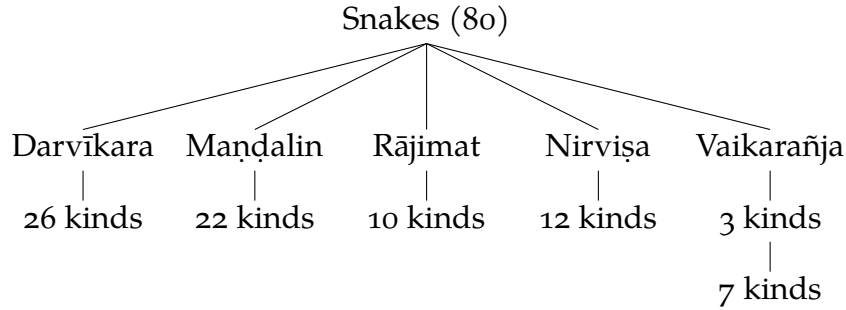 Snakes (80)
Darvīkara Maṇḍalin Rājimat Nirviṣa Vaikarañja
26 kinds 22 kinds 10 kinds 12 kinds 3 kinds
7 kinds